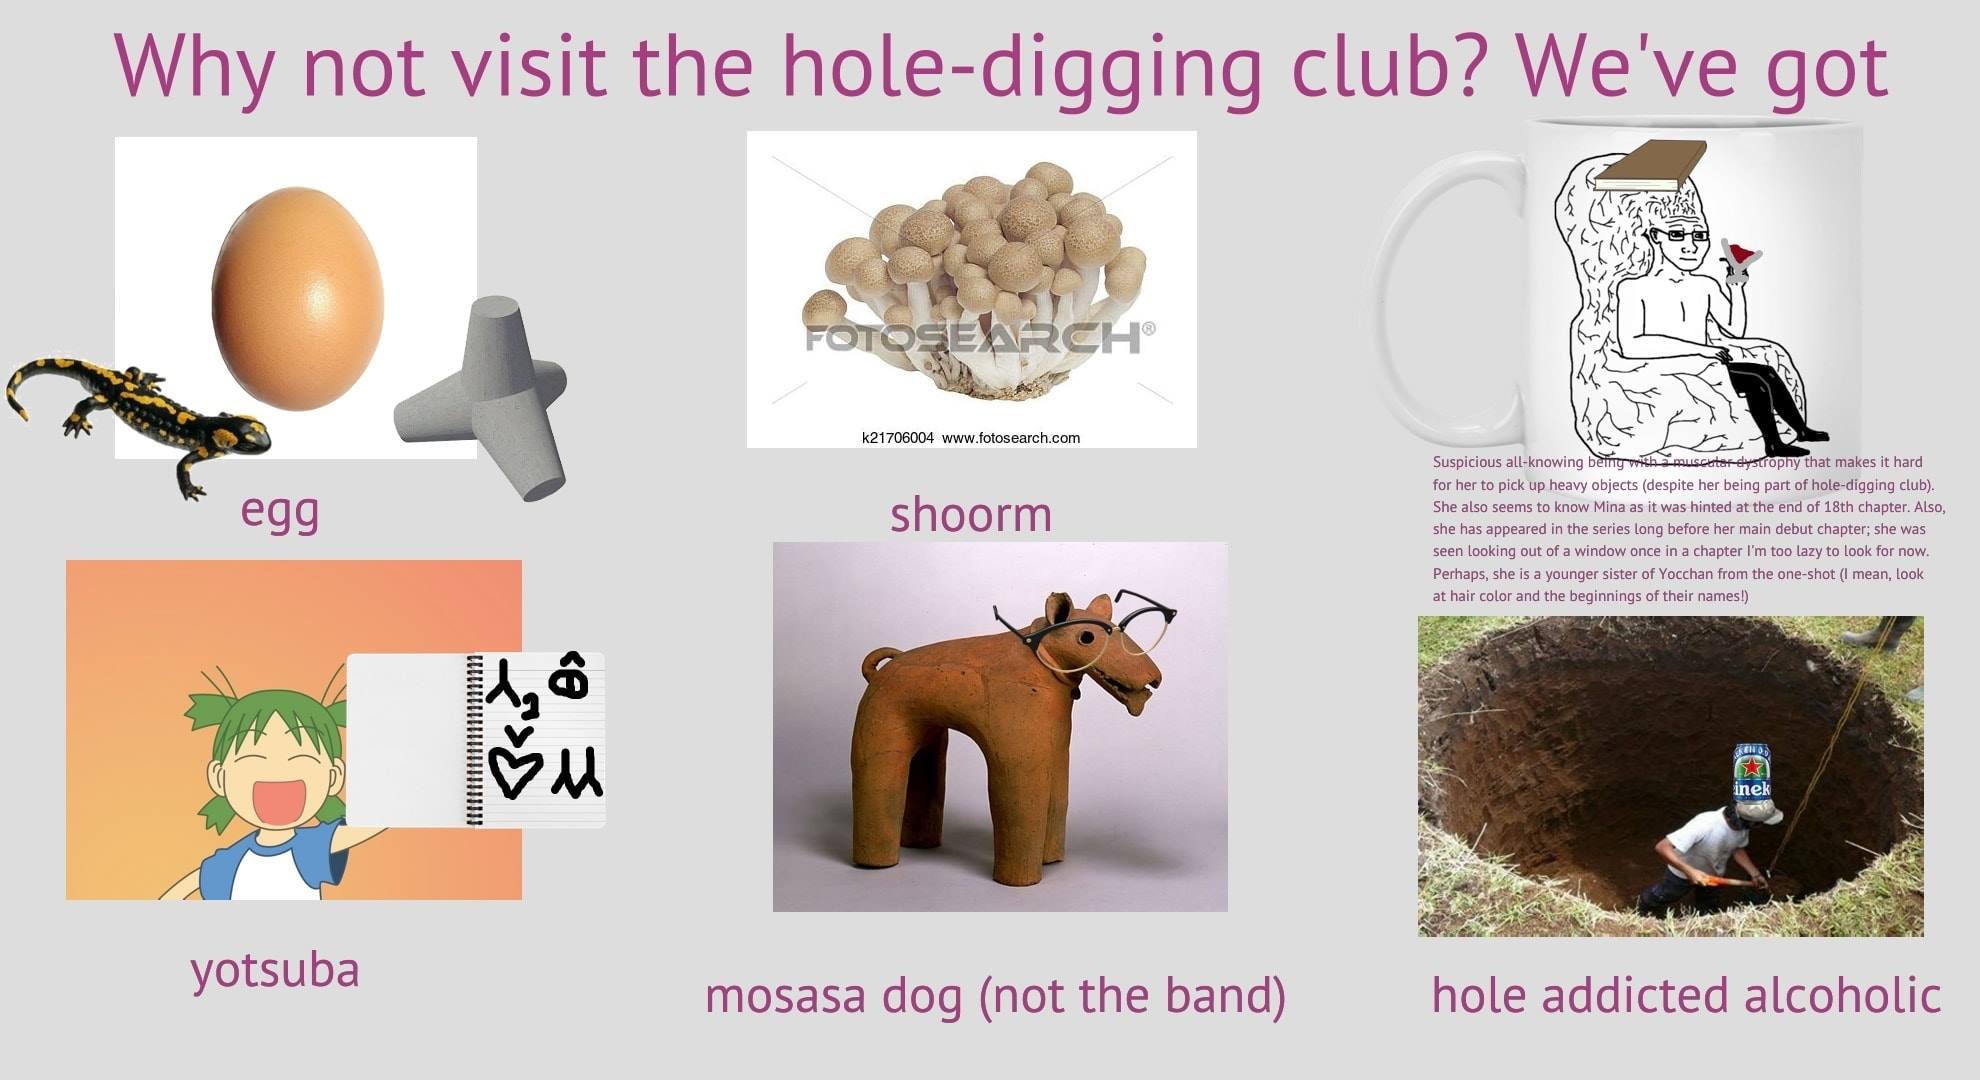 Why not visit the hole-digging club? We've got
FOTOSEARCH®
k21706004 www.fotosearch.com
egg
shoorm
Suspicious all-knowing being with a muscular dystrophy that makes it hard
for her to pick up heavy objects (despite her being part of hole-digging club).
She also seems to know Mina as it was hinted at the end of 18th chapter. Also,
she has appeared in the series long before her main debut chapter; she was
seen looking out of a window once in a chapter I'm too lazy to look for now.
Perhaps, she is a younger sister of Yocchan from the one-shot (I mean, look
at hair color and the beginnings of their names!)
yotsuba
mosasa dog (not the band)
hole addicted alcoholic